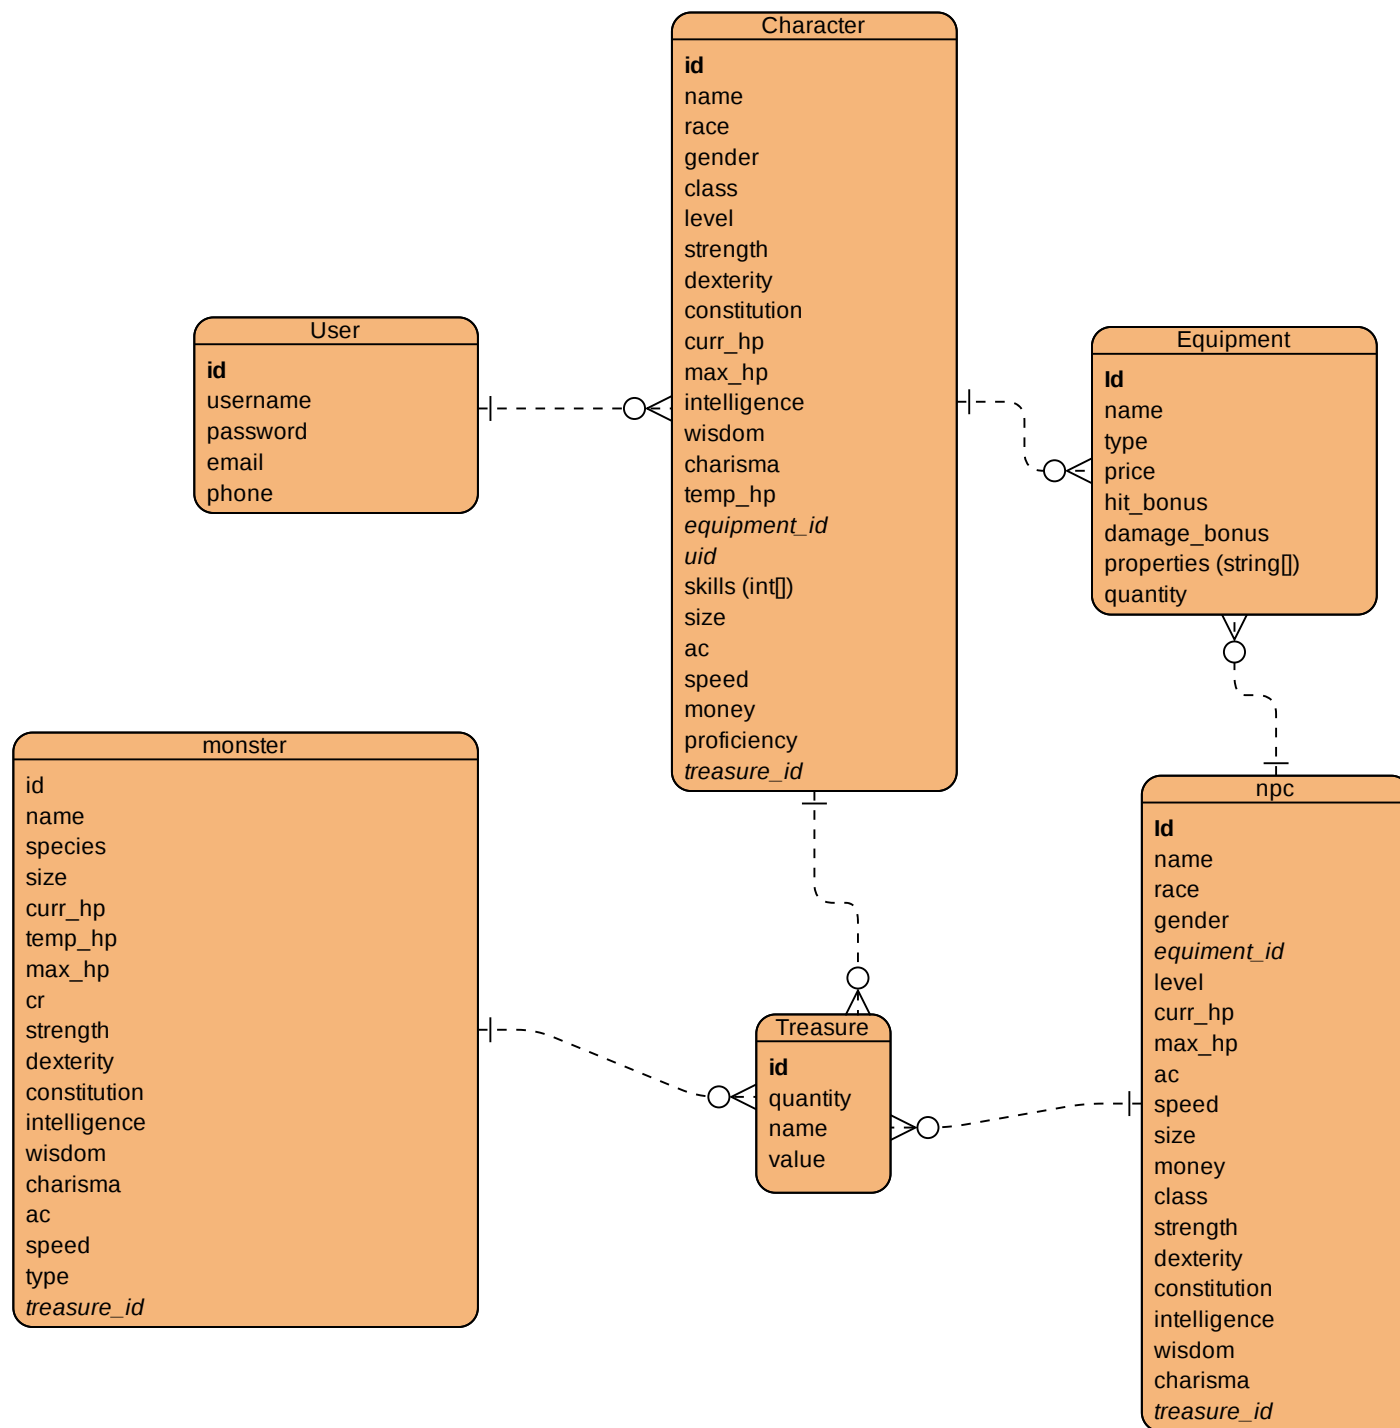 Character
id
name
race
gender
class
level
strength
dexterity
constitution
curr_hp
max_hp
intelligence
wisdom
charisma
temp_hp
equipment_id
uid
skills (int[])
size
ac
speed
money
proficiency
treasure_id
User
id
username
password
email
phone
Equipment
Id
name
type
price
hit_bonus
damage_bonus
properties (string[])
quantity
monster
id
name
species
size
curr_hp
temp_hp
max_hp
cr
strength
dexterity
constitution
intelligence
wisdom
charisma
ac
speed
type
treasure_id
Treasure
id
quantity
name
value
npc
Id
name
race
gender
equiment_id
level
curr_hp
max_hp
ac
speed
size
money
class
strength
dexterity
constitution
intelligence
wisdom
charisma
treasure_id